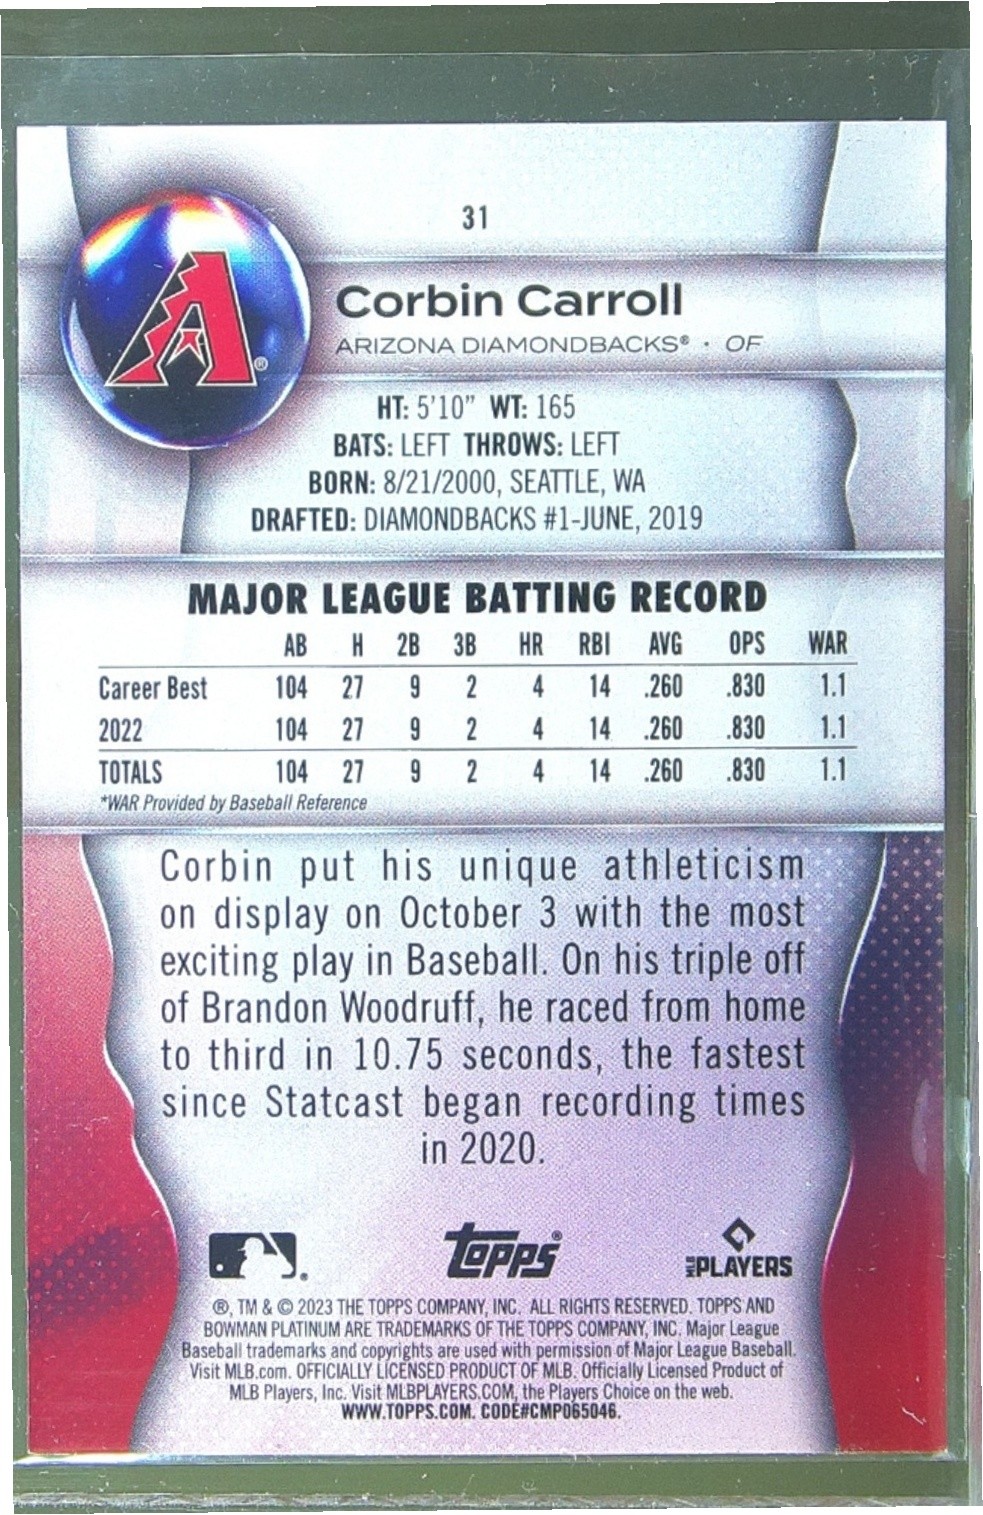 31
Corbin Carroll
ARIZONA DIAMONDBACKS® · OF
A ®
HT: 5'10" WT: 165
BATS: LEFT THROWS: LEFT
BORN: 8/21/2000, SEATTLE, WA
DRAFTED: DIAMONDBACKS #1-JUNE, 2019
MAJOR LEAGUE BATTING RECORD
AB H 2B 3B HR RBI AVG OPS WAR
Career Best 104 27 9 2 4 14 .260 .830 1.1
2022 104 27 9 2 4 14 .260 .830 1.1
TOTALS 104 27 9 2 4 14 .260 .830 1.1
*WAR Provided by Baseball Reference
Corbin put his unique athleticism
on display on October 3 with the most
exciting play in Baseball. On his triple off
of Brandon Woodruff, he raced from home
to third in 10.75 seconds, the fastest
since Statcast began recording times
in 2020.
® Topps® MLB PLAYERS
®, TM & © 2023 THE TOPPS COMPANY, INC. ALL RIGHTS RESERVED. TOPPS AND
BOWMAN PLATINUM ARE TRADEMARKS OF THE TOPPS COMPANY, INC. Major League
Baseball trademarks and copyrights are used with permission of Major League Baseball.
Visit MLB.com. OFFICIALLY LICENSED PRODUCT OF MLB. Officially Licensed Product of
MLB Players, Inc. Visit MLBPLAYERS.COM, the Players Choice on the web.
WWW.TOPPS.COM. CODE#CMP065046.